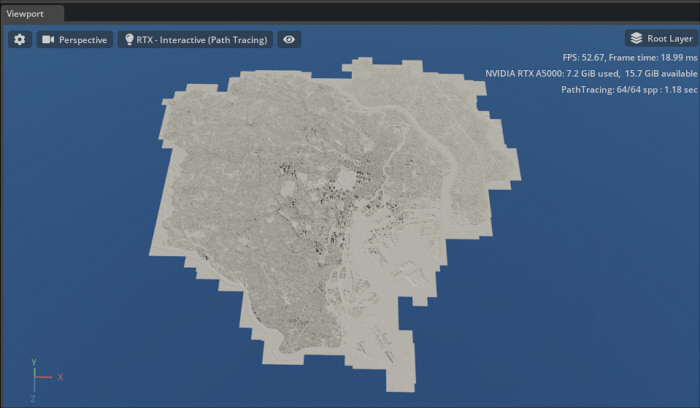 Viewport
Perspective
RTX - Interactive (Path Tracing)
Root Layer
FPS: 52.67, Frame time: 18.99 ms
NVIDIA RTX A5000: 7.2 GiB used, 15.7 GiB available
PathTracing: 64/64 spp : 1.18 sec
Y
X
Z